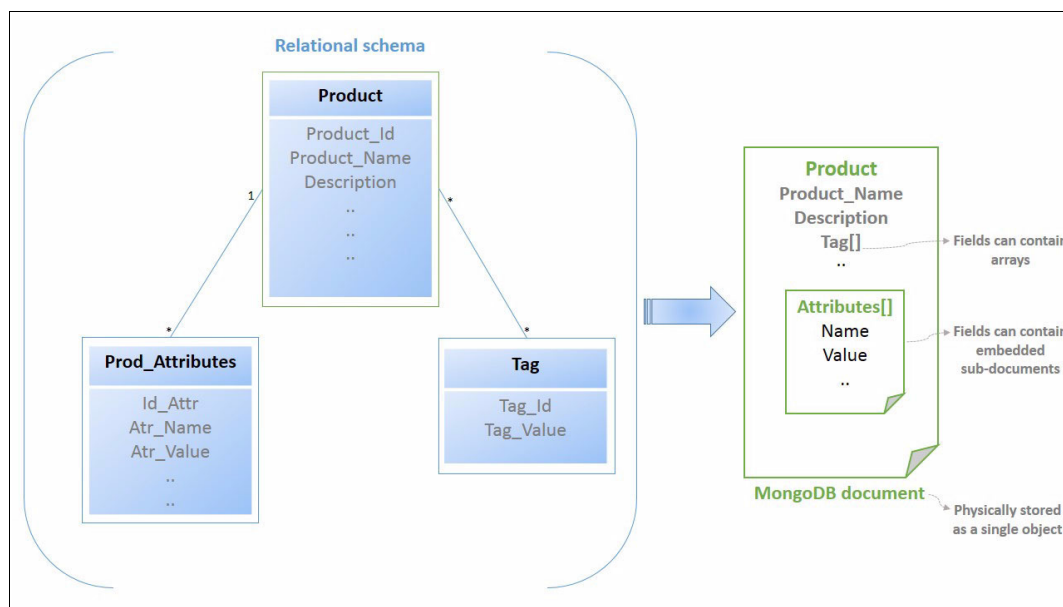 Relational schema
Product
Product_Id
Product_Name
Description
..
..
..
1
*
*
*
Prod_Attributes
Id_Attr
Atr_Name
Atr_Value
..
..
Tag
Tag_Id
Tag_Value
Product
Product_Name
Description
Tag[]
..
Attributes[]
Name
Value
..
MongoDB document
Fields can contain
arrays
Fields can contain
embedded
sub-documents
Physically stored
as a single object